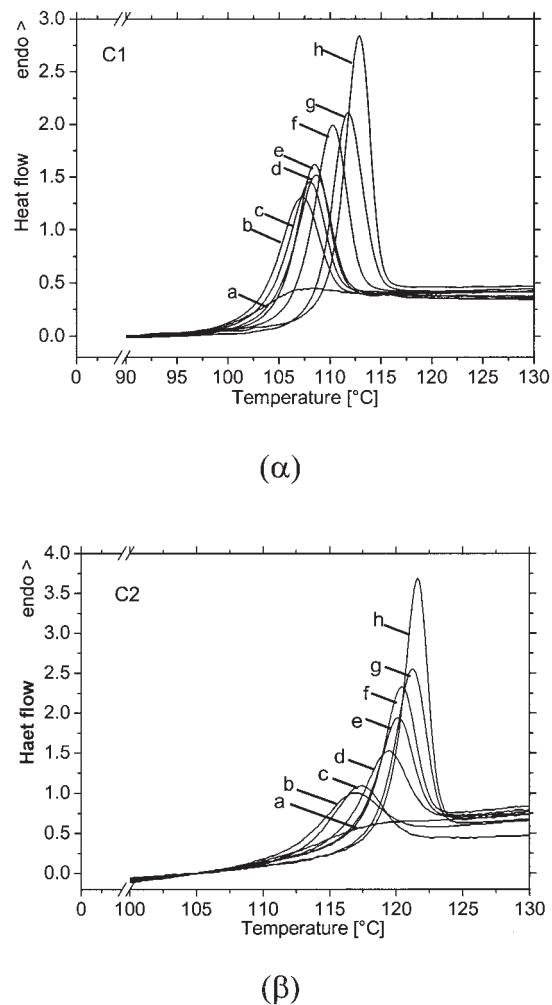 C1
endo >
Heat flow
3.0
2.5
2.0
1.5
1.0
0.5
0.0
h
g
f
e
d
c
b
a
0 90 95 100 105 110 115 120 125 130
Temperature [°C]
(α)
C2
endo >
Haet flow
4.0
3.5
3.0
2.5
2.0
1.5
1.0
0.5
0.0
h
g
f
e
d
c
b
a
0 100 105 110 115 120 125 130
Temperature [°C]
(β)